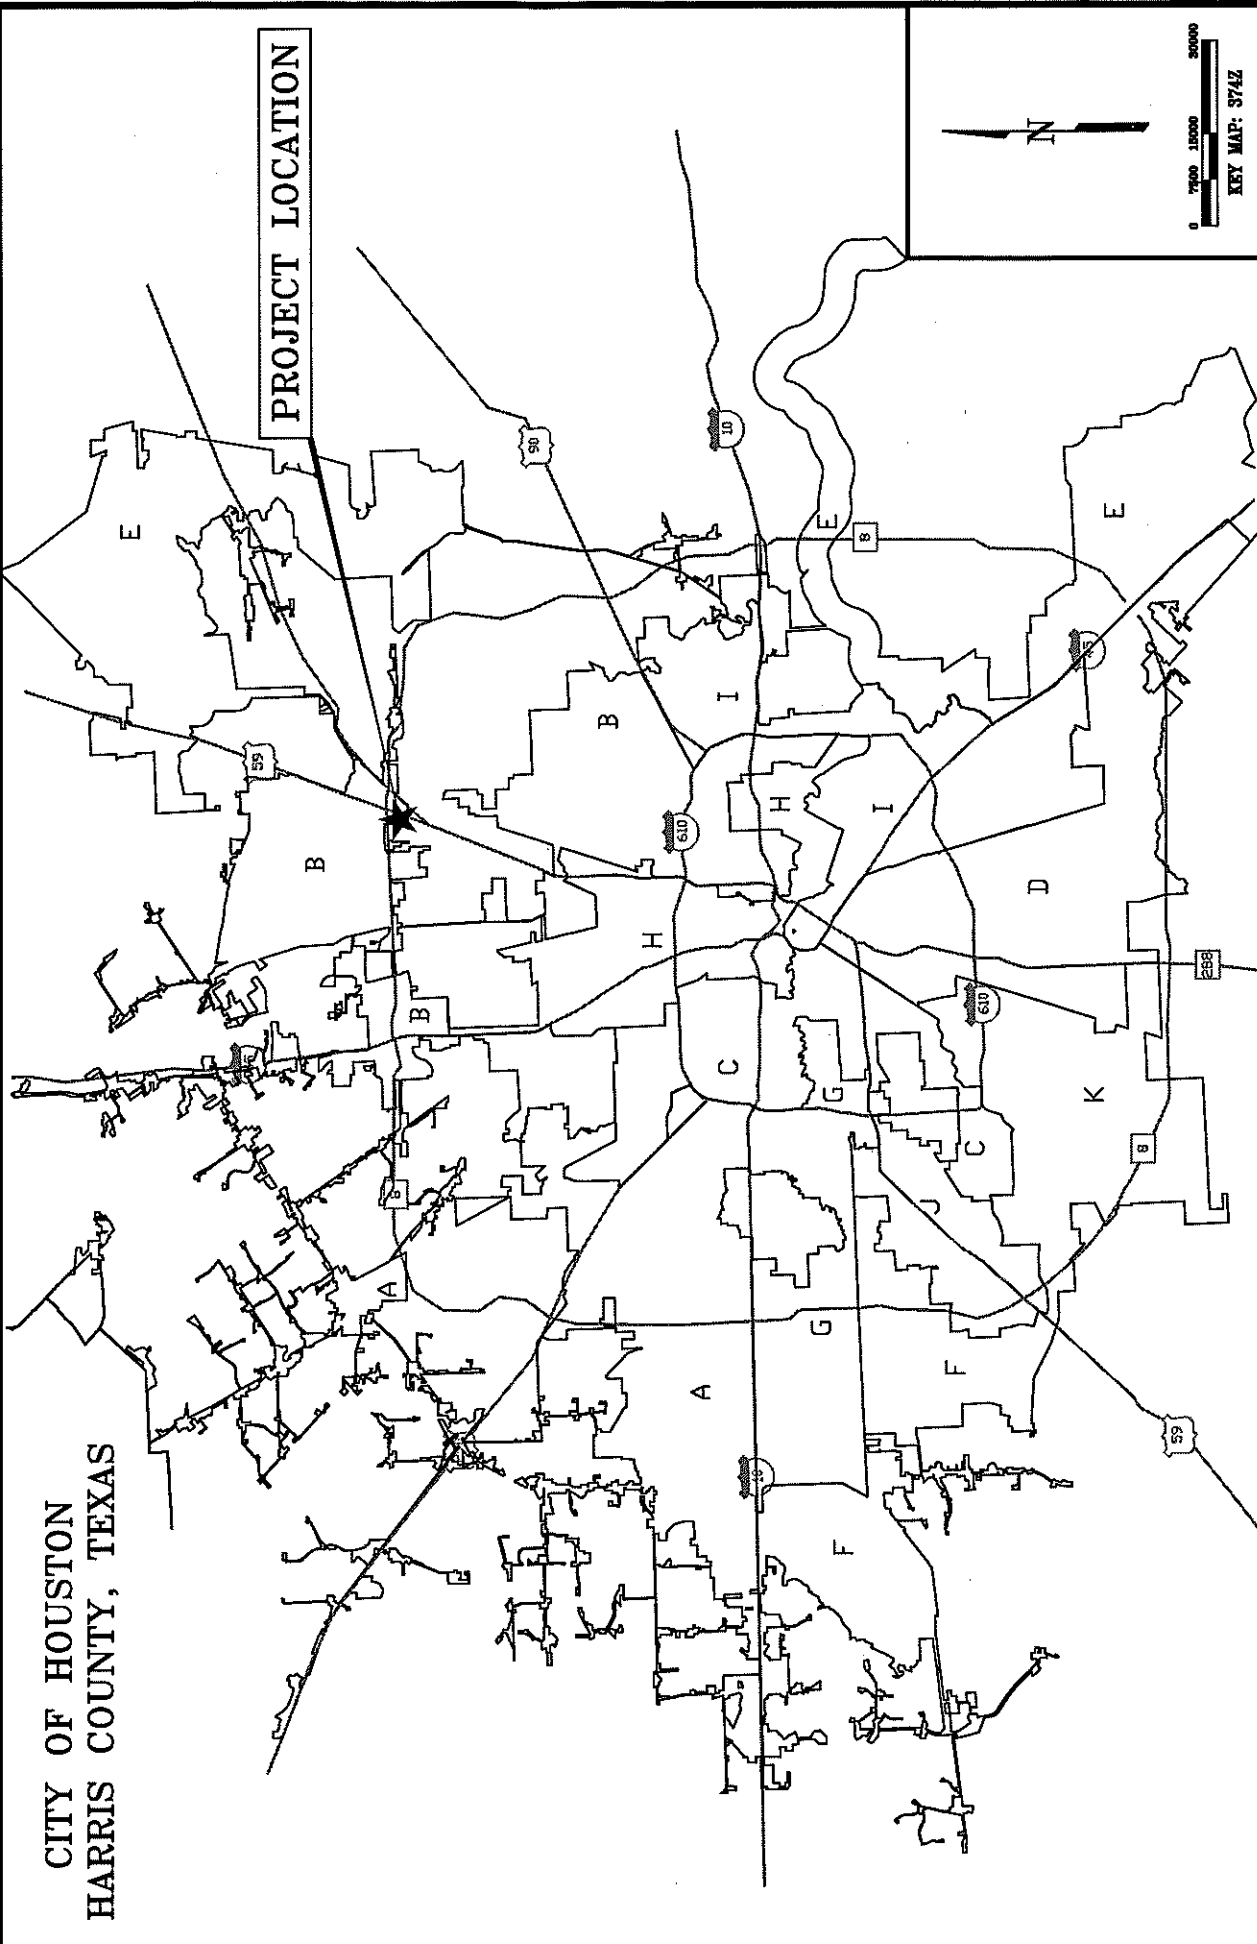 CITY OF HOUSTON
HARRIS COUNTY, TEXAS
E
59
PROJECT LOCATION
B
A
8
B
90
B
H
610
A
C
I
10
10
H
G
E
G
F
8
I
J
F
C
610
D
45
K
E
8
59
288
N
0 7500 15000 30000
KEY MAP: 374Z